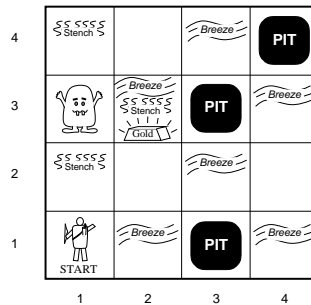 4 Stench Breeze PIT
3 Breeze PIT Breeze
Stench
Gold
2 Stench Breeze
1 Breeze PIT Breeze
START
1 2 3 4